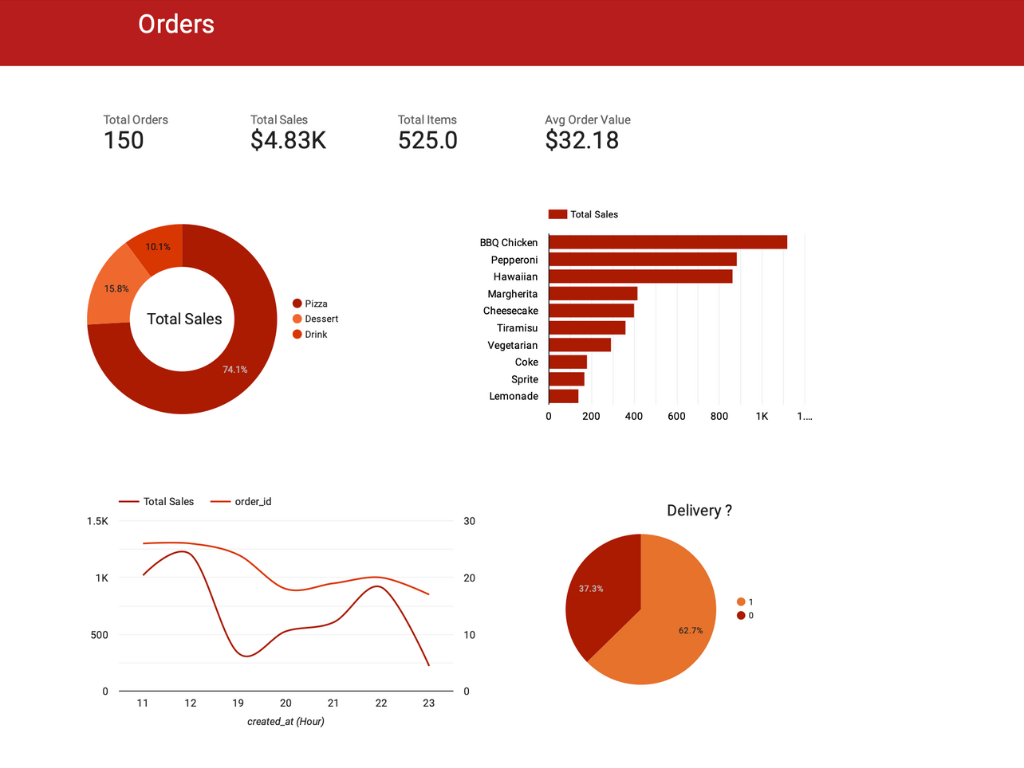 Orders
Total Orders
150
Total Sales
$4.83K
Total Items
525.0
Avg Order Value
$32.18
10.1%
15.8%
74.1%
Total Sales
Pizza
Dessert
Drink
Total Sales
BBQ Chicken
Pepperoni
Hawaiian
Margherita
Cheesecake
Tiramisu
Vegetarian
Coke
Sprite
Lemonade
0 200 400 600 800 1K 1....
Total Sales order_id
1.5K 30
1K 20
500 10
0 0
11 12 19 20 21 22 23
created_at (Hour)
Delivery ?
37.3%
62.7%
1
0